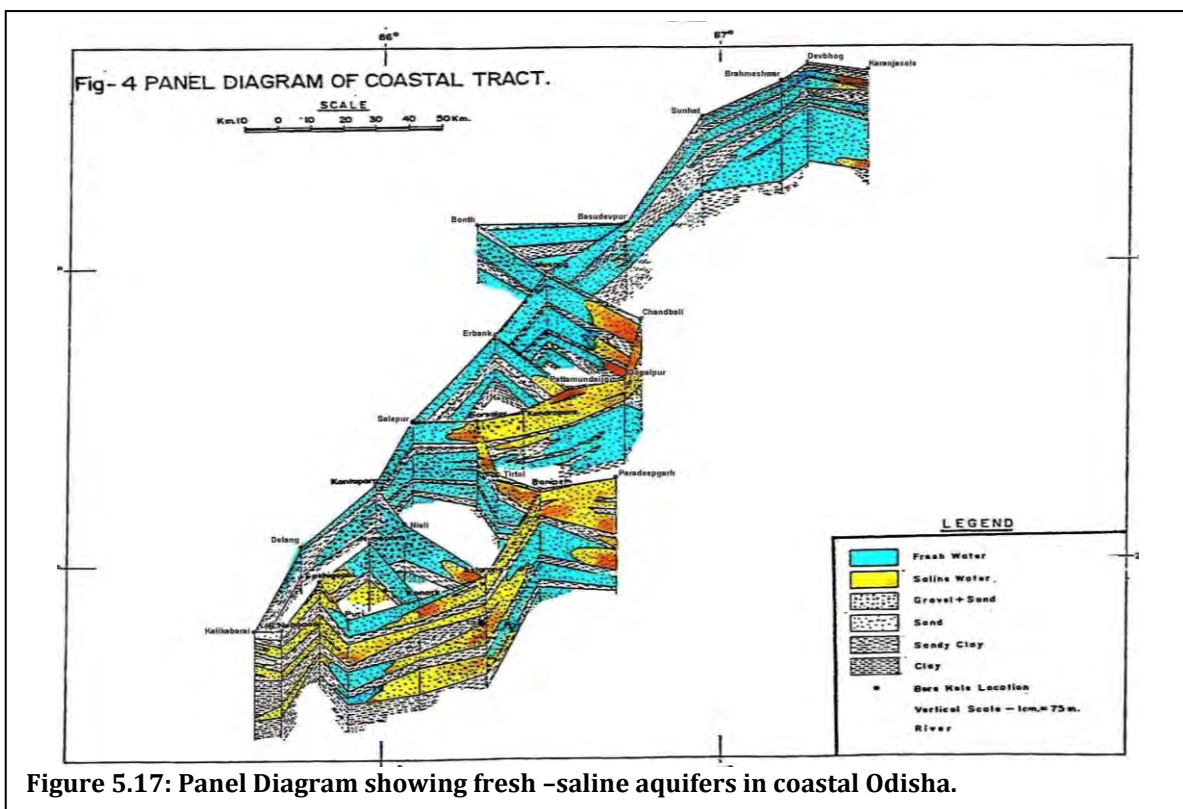 86°
87°
Fig-4 PANEL DIAGRAM OF COASTAL TRACT.
SCALE
Km.10 0 10 20 30 40 50 Km.
Devbhog
Karanjasole
Brahmeshwar
Sunhat
Bonth
Basudevpur
Chandbali
Erbank
Pattamundai
Gopalpur
Salepur
Tirtol
Paradeepgarh
Niali
Delang
Konark
Puri
Kalikabarai
LEGEND
Fresh Water
Saline Water
Gravel + Sand
Sand
Sandy Clay
Clay
Bore Hole Location
Vertical Scale – 1cm.= 75 m.
River
Figure 5.17: Panel Diagram showing fresh –saline aquifers in coastal Odisha.